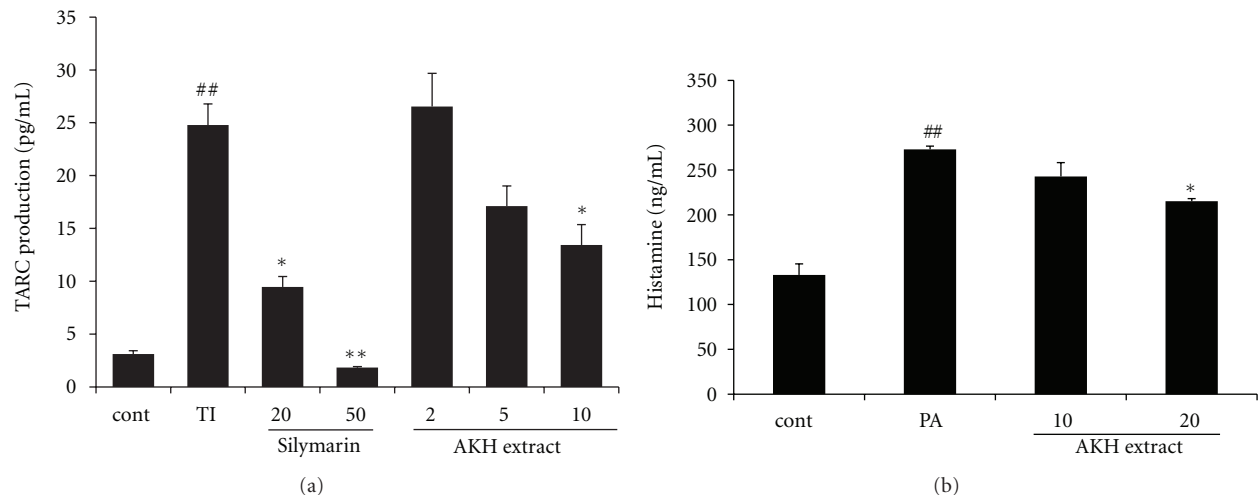 35
30
25
20
15
10
5
0
TARC production (pg/mL)
##
*
**
*
cont TI 20 50 2 5 10
Silymarin AKH extract
(a)
350
300
250
200
150
100
50
0
Histamine (ng/mL)
##
*
cont PA 10 20
AKH extract
(b)